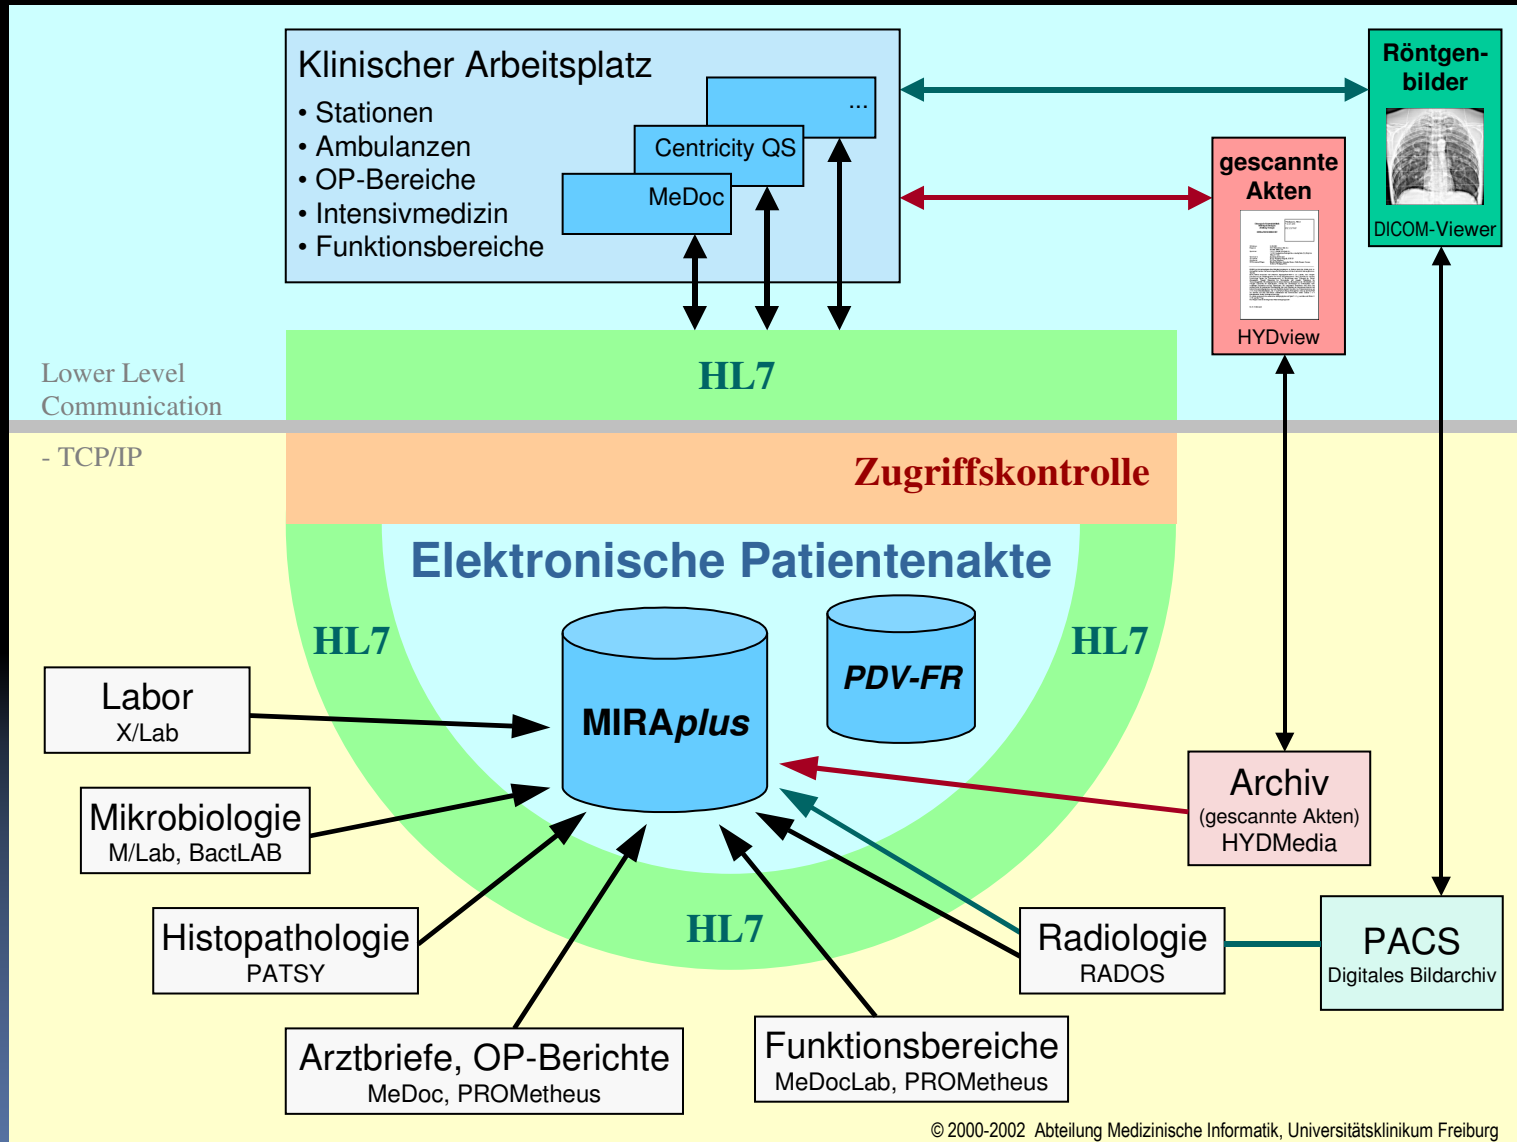 Klinischer Arbeitsplatz
• Stationen
• Ambulanzen
• OP-Bereiche
• Intensivmedizin
• Funktionsbereiche
...
Centricity QS
MeDoc
Röntgen-
bilder
DICOM-Viewer
gescannte
Akten
HYDview
HL7
Lower Level
Communication
- TCP/IP
Zugriffskontrolle
Elektronische Patientenakte
HL7
HL7
PDV-FR
MIRAplus
Labor
X/Lab
Mikrobiologie
M/Lab, BactLAB
Archiv
(gescannte Akten)
HYDMedia
Histopathologie
PATSY
HL7
Radiologie
RADOS
PACS
Digitales Bildarchiv
Arztbriefe, OP-Berichte
MeDoc, PROMetheus
Funktionsbereiche
MeDocLab, PROMetheus
© 2000-2002 Abteilung Medizinische Informatik, Universitätsklinikum Freiburg